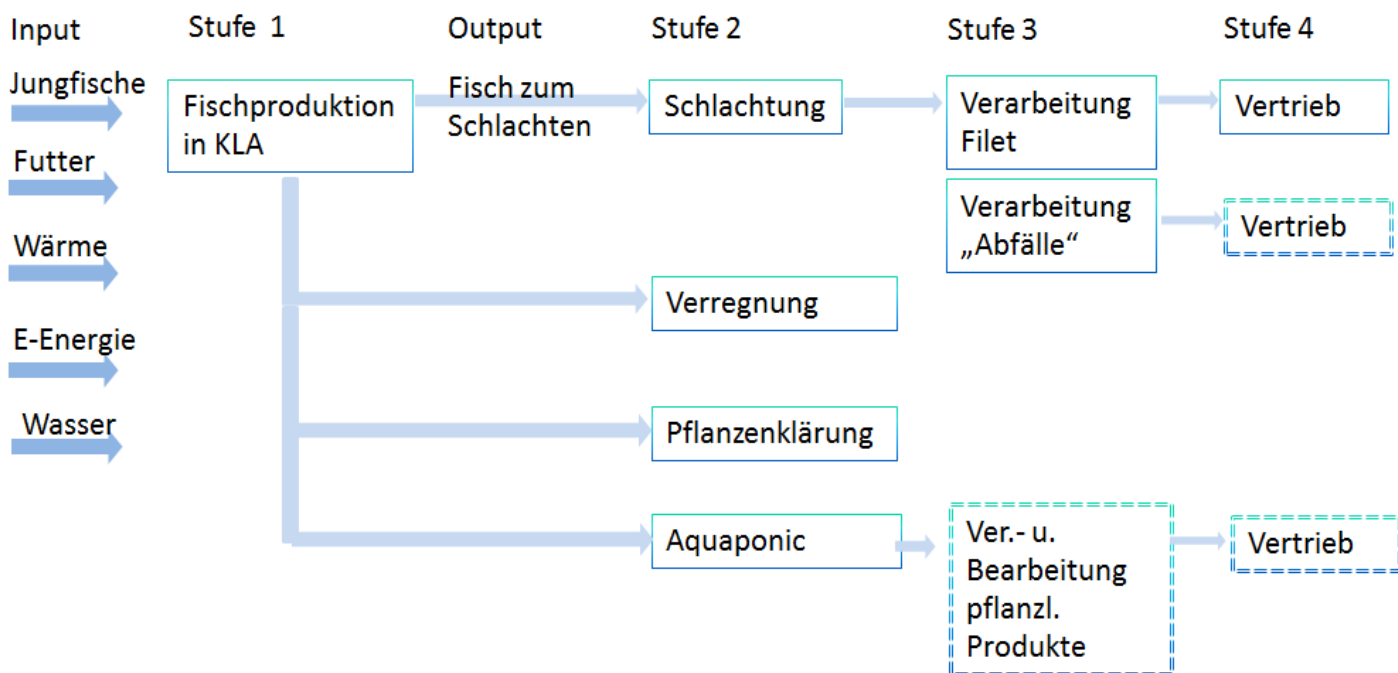 Input
Stufe 1
Output
Stufe 2
Stufe 3
Stufe 4
Jungfische
Futter
Wärme
E-Energie
Wasser
Fischproduktion
in KLA
Fisch zum
Schlachten
Schlachtung
Verarbeitung
Filet
Vertrieb
Verarbeitung
„Abfälle“
Vertrieb
Verregnung
Pflanzenklärung
Aquaponic
Ver.- u.
Bearbeitung
pflanzl.
Produkte
Vertrieb